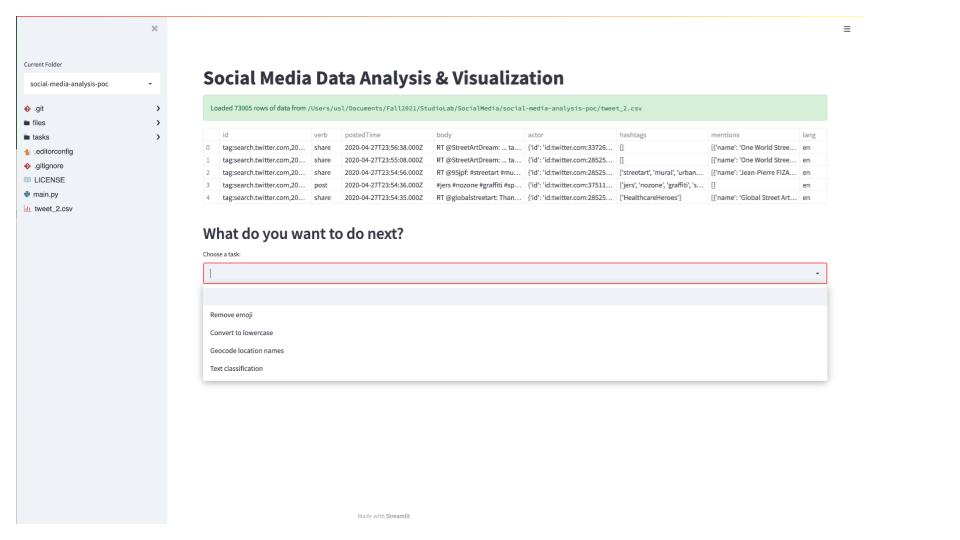 ×
≡
Current Folder
social-media-analysis-poc
.git
files
tasks
.editorconfig
.gitignore
LICENSE
main.py
tweet_2.csv
Social Media Data Analysis & Visualization
Loaded 73005 rows of data from /Users/usl/Documents/Fall2021/StudioLab/SocialMedia/social-media-analysis-poc/tweet_2.csv
id verb postedTime body actor hashtags mentions lang
0 tag:search.twitter.com,20... share 2020-04-27T23:56:38.000Z RT @StreetArtDream: ... ta... {'id': 'id:twitter.com:33726... [] [{'name': 'One World Stree... en
1 tag:search.twitter.com,20... share 2020-04-27T23:55:08.000Z RT @StreetArtDream: ... ta... {'id': 'id:twitter.com:28525... [] [{'name': 'One World Stree... en
2 tag:search.twitter.com,20... share 2020-04-27T23:54:56.000Z RT @95jpf: #streetart #mu... {'id': 'id:twitter.com:28525... ['streetart', 'mural', 'urban... [{'name': 'Jean-Pierre FIZA... en
3 tag:search.twitter.com,20... post 2020-04-27T23:54:36.000Z #jers #nozone #graffiti #sp... {'id': 'id:twitter.com:37511... ['jers', 'nozone', 'graffiti', 's... [] en
4 tag:search.twitter.com,20... share 2020-04-27T23:54:35.000Z RT @globalstreetart: Than... {'id': 'id:twitter.com:28525... ['HealthcareHeroes'] [{'name': 'Global Street Art... en
What do you want to do next?
Choose a task:
Remove emoji
Convert to lowercase
Geocode location names
Text classification
Made with Streamlit